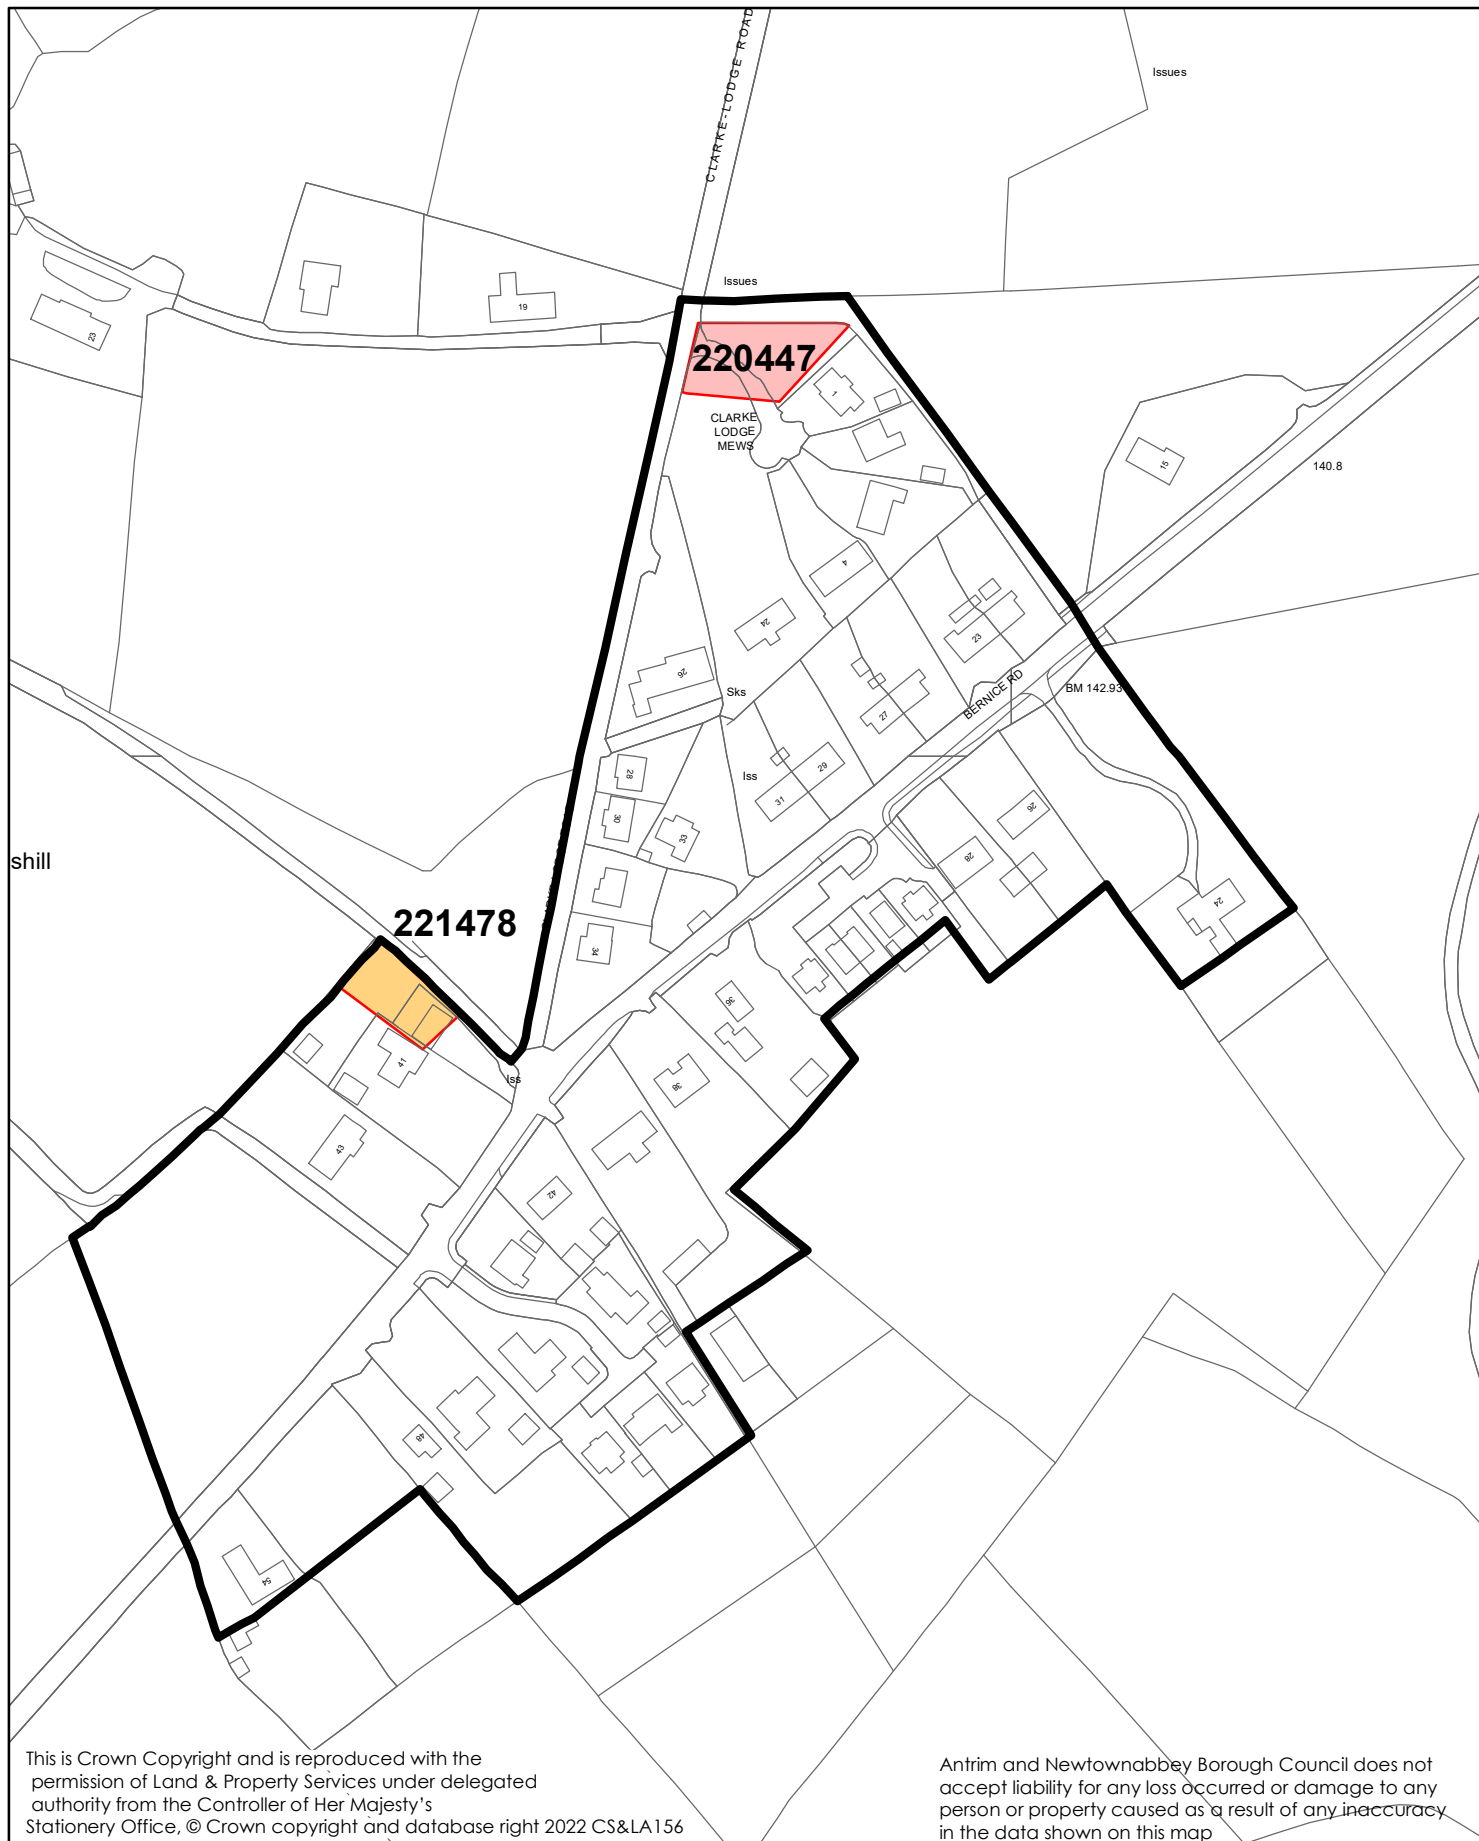 CLARKE-LODGE ROAD
Issues
Issues
19
23
220447
1
CLARKE
LODGE
MEWS
15
140.8
4
24
23
26
Sks
BERNICE RD
BM 142.93
27
Iss
29
31
28
30
33
26
28
shill
221478
34
24
36
41
Iss
38
43
42
48
54
This is Crown Copyright and is reproduced with the
permission of Land & Property Services under delegated
authority from the Controller of Her Majesty's
Stationery Office, © Crown copyright and database right 2022 CS&LA156
Antrim and Newtownabbey Borough Council does not
accept liability for any loss occurred or damage to any
person or property caused as a result of any inaccuracy
in the data shown on this map